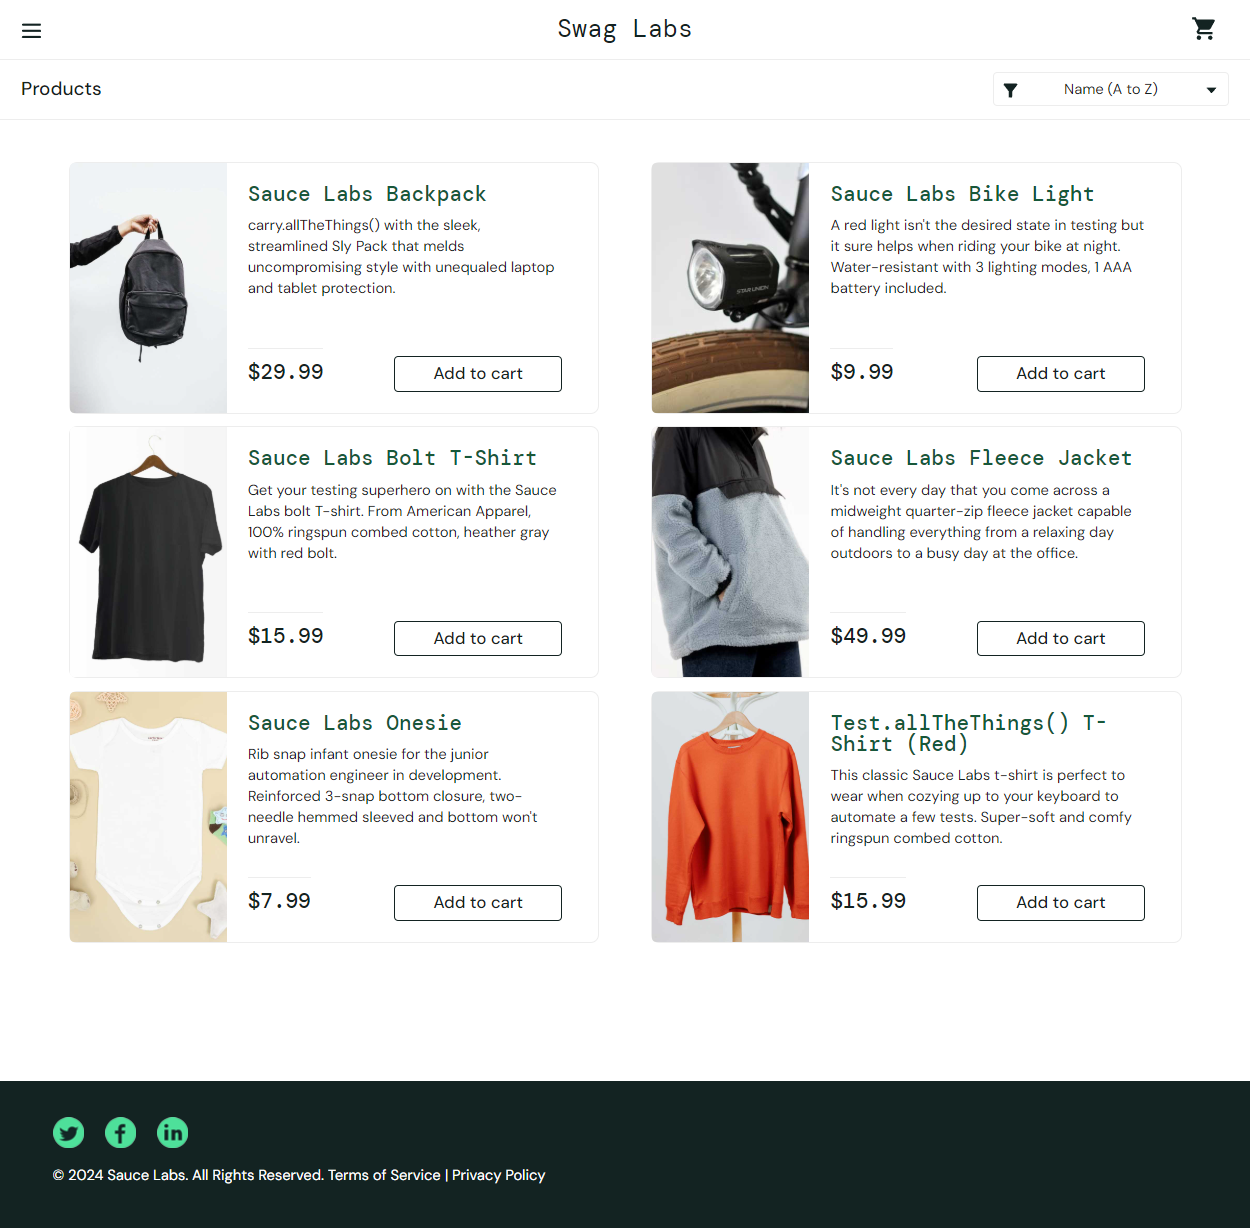 Swag Labs
Products
Name (A to Z)
Sauce Labs Backpack
carry.allTheThings() with the sleek,
streamlined Sly Pack that melds
uncompromising style with unequaled laptop
and tablet protection.
$29.99
Add to cart
Sauce Labs Bike Light
A red light isn't the desired state in testing but
it sure helps when riding your bike at night.
Water-resistant with 3 lighting modes, 1 AAA
battery included.
$9.99
Add to cart
STARUNION
Sauce Labs Bolt T-Shirt
Get your testing superhero on with the Sauce
Labs bolt T-shirt. From American Apparel,
100% ringspun combed cotton, heather gray
with red bolt.
$15.99
Add to cart
Sauce Labs Fleece Jacket
It's not every day that you come across a
midweight quarter-zip fleece jacket capable
of handling everything from a relaxing day
outdoors to a busy day at the office.
$49.99
Add to cart
Sauce Labs Onesie
Rib snap infant onesie for the junior
automation engineer in development.
Reinforced 3-snap bottom closure, two-
needle hemmed sleeved and bottom won't
unravel.
$7.99
Add to cart
Test.allTheThings() T-
Shirt (Red)
This classic Sauce Labs t-shirt is perfect to
wear when cozying up to your keyboard to
automate a few tests. Super-soft and comfy
ringspun combed cotton.
$15.99
Add to cart
© 2024 Sauce Labs. All Rights Reserved. Terms of Service | Privacy Policy